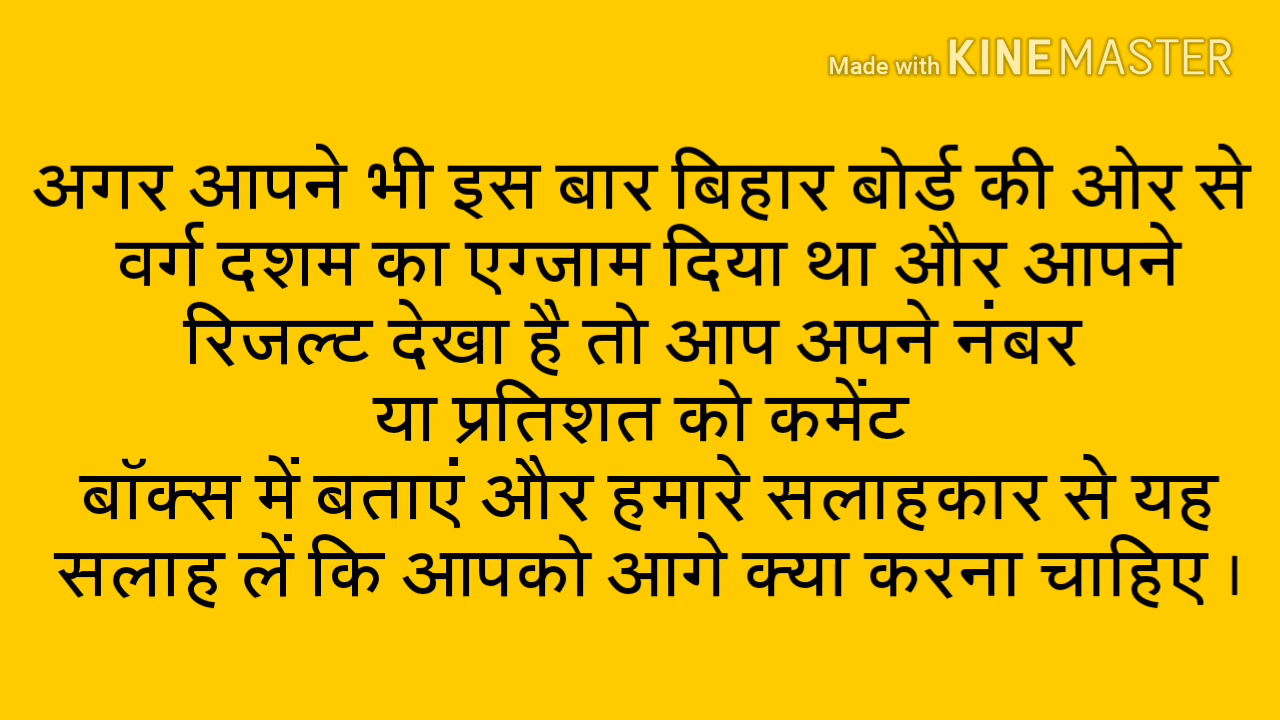 Made with KINEMASTER
अगर आपने भी इस बार बिहार बोर्ड की ओर से
वर्ग दशम का एग्जाम दिया था और आपने
रिजल्ट देखा है तो आप अपने नंबर
या प्रतिशत को कमेंट
बॉक्स में बताएं और हमारे सलाहकार से यह
सलाह लें कि आपको आगे क्या करना चाहिए ।